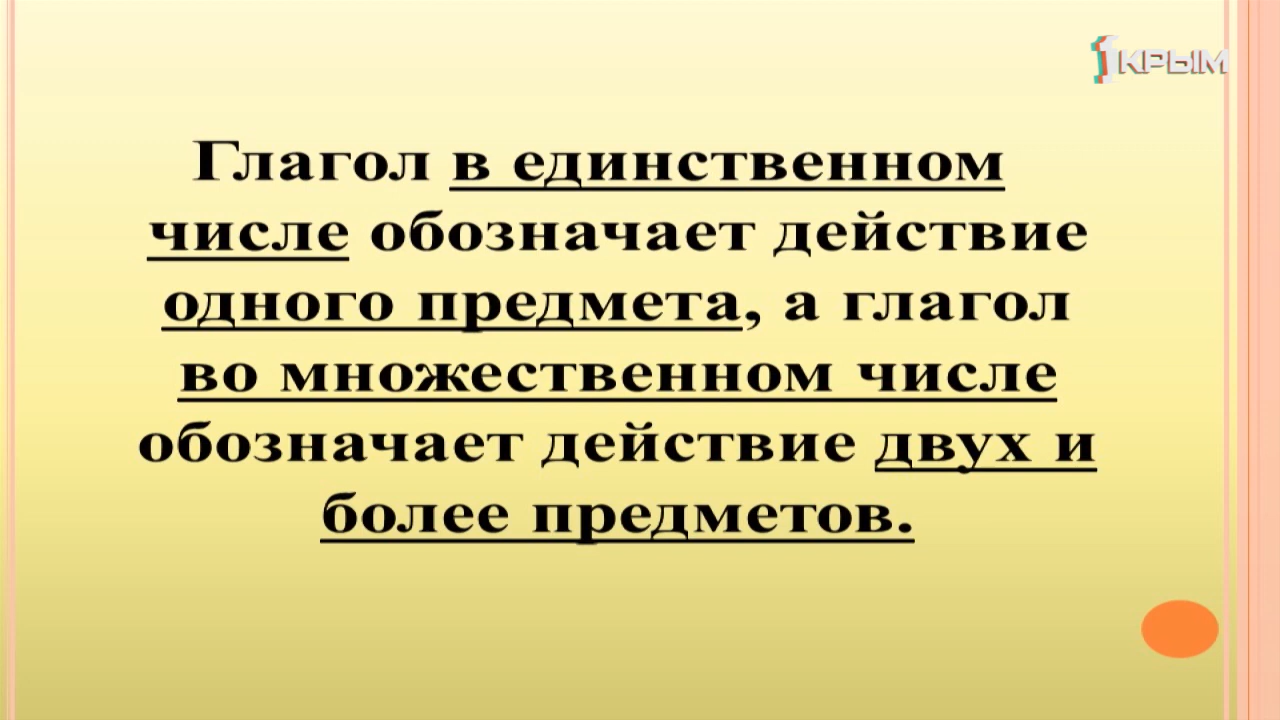 1КРЫМ
Глагол в единственном
числе обозначает действие
одного предмета, а глагол
во множественном числе
обозначает действие двух и
более предметов.